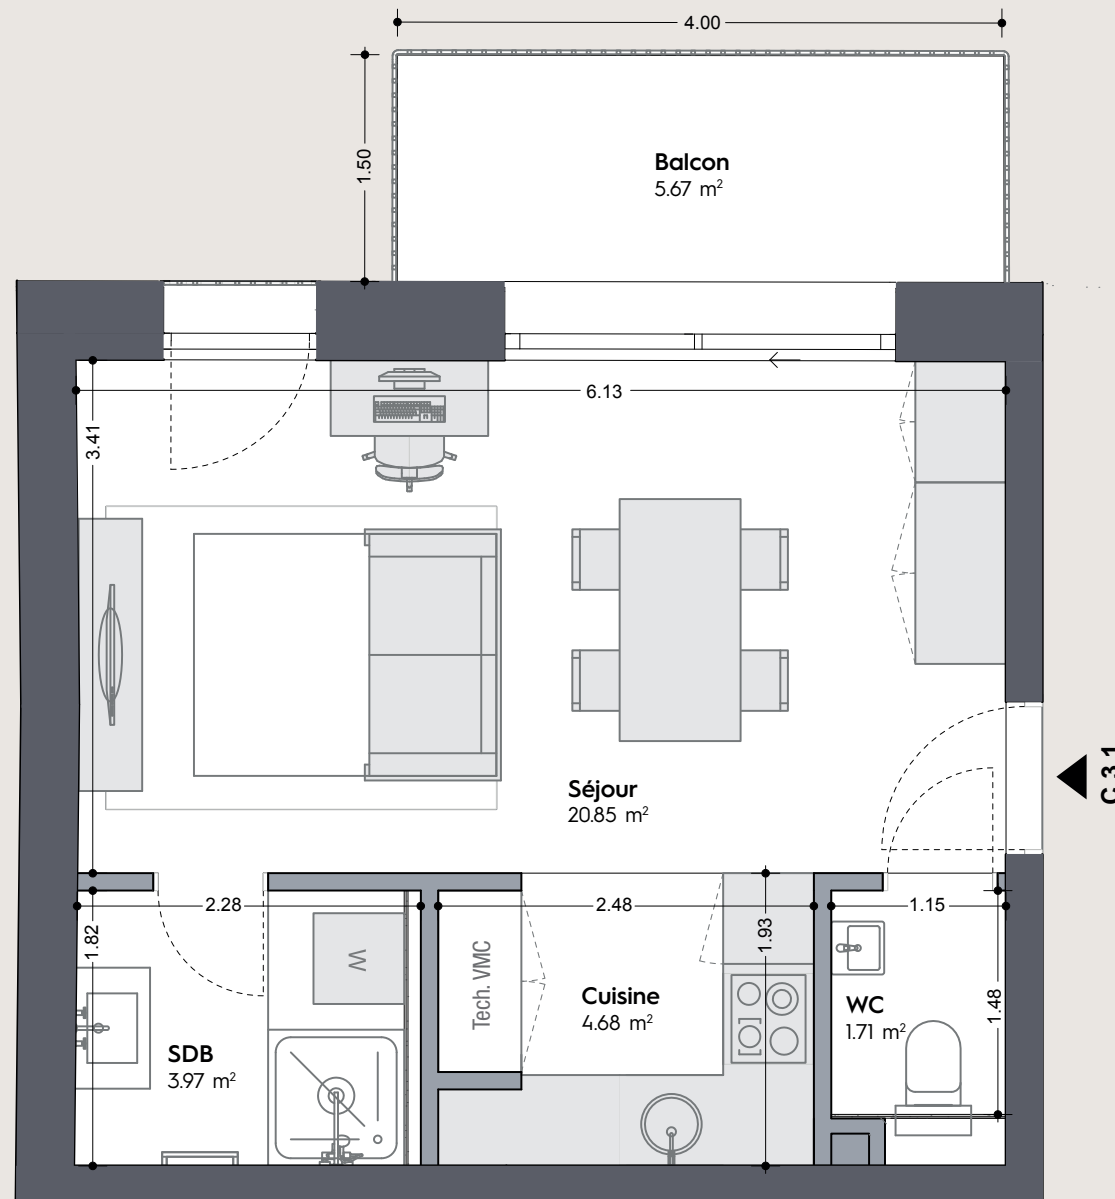 4.00
1.50
Balcon
5.67 m²
6.13
3.41
Séjour
20.85 m²
C.3.1
2.28
2.48
1.15
1.82
W
Tech. VMC
1.93
Cuisine
4.68 m²
WC
1.71 m²
1.48
SDB
3.97 m²